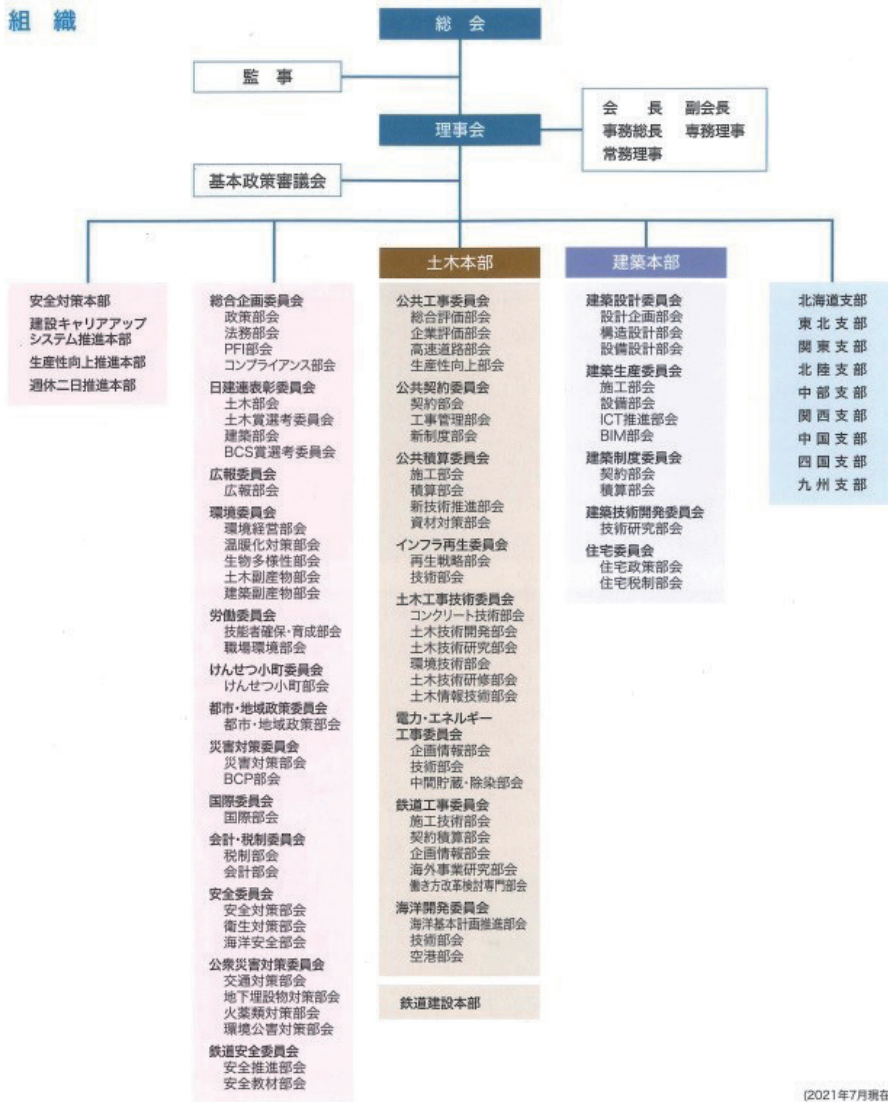 組 織
総 会
監 事
理事会
会 長 副会長
事務総長 専務理事
常務理事
基本政策審議会
安全対策本部
建設キャリアアップ
システム推進本部
生産性向上推進本部
週休二日推進本部
総合企画委員会
政策部会
法務部会
PFI部会
コンプライアンス部会
日建連表彰委員会
土木部会
土木賞選考委員会
建築部会
BCS賞選考委員会
広報委員会
広報部会
環境委員会
環境経営部会
温暖化対策部会
生物多様性部会
土木副産物部会
建築副産物部会
労働委員会
技能者確保・育成部会
職場環境部会
けんせつ小町委員会
けんせつ小町部会
都市・地域政策委員会
都市・地域政策部会
災害対策委員会
災害対策部会
BCP部会
国際委員会
国際部会
会計・税制委員会
税制部会
会計部会
安全委員会
安全対策部会
衛生対策部会
海洋安全部会
公衆災害対策委員会
交通対策部会
地下埋設物対策部会
火薬類対策部会
環境公害対策部会
鉄道安全委員会
安全推進部会
安全教材部会
土木本部
公共工事委員会
総合評価部会
企業評価部会
高速道路部会
生産性向上部会
公共契約委員会
契約部会
工事管理部会
新制度部会
公共積算委員会
施工部会
積算部会
新技術推進部会
資材対策部会
インフラ再生委員会
再生戦略部会
技術部会
土木工事技術委員会
コンクリート技術部会
土木技術開発部会
土木技術研究部会
環境技術部会
土木技術研修部会
土木情報技術部会
電力・エネルギー
工事委員会
企画情報部会
技術部会
中間貯蔵・除染部会
鉄道工事委員会
施工技術部会
契約積算部会
企画情報部会
海外事業研究部会
働き方改革検討専門部会
海洋開発委員会
海洋基本計画推進部会
技術部会
空港部会
鉄道建設本部
建築本部
建築設計委員会
設計企画部会
構造設計部会
設備設計部会
建築生産委員会
施工部会
設備部会
ICT推進部会
BIM部会
建築制度委員会
契約部会
積算部会
建築技術開発委員会
技術研究部会
住宅委員会
住宅政策部会
住宅税制部会
北海道支部
東北支部
関東支部
北陸支部
中部支部
関西支部
中国支部
四国支部
九州支部
(2021年7月現在